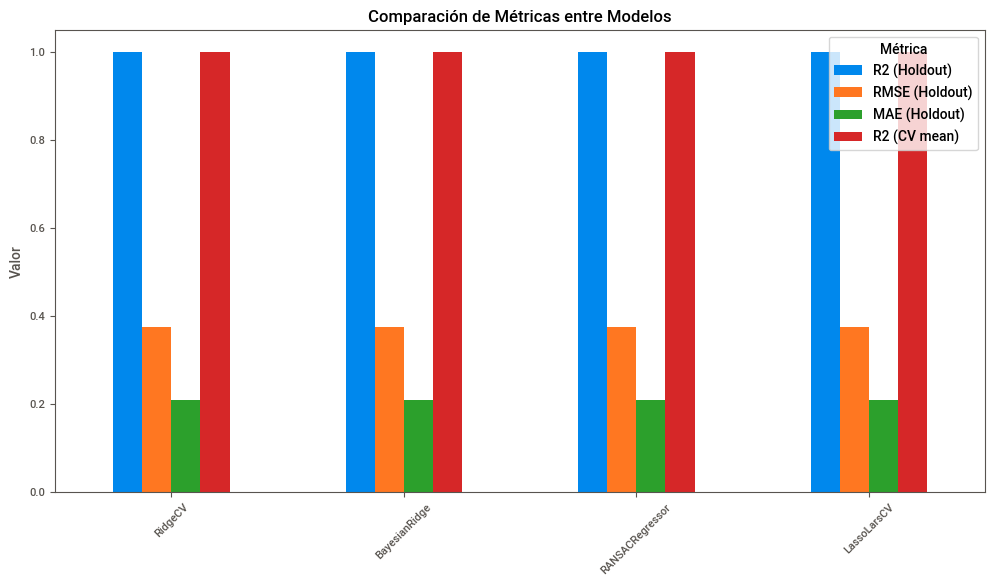 Comparación de Métricas entre Modelos
Métrica
R2 (Holdout)
RMSE (Holdout)
MAE (Holdout)
R2 (CV mean)
Valor
1.0
0.8
0.6
0.4
0.2
0.0
RidgeCV
BayesianRidge
RANSACRegressor
LassoLarsCV